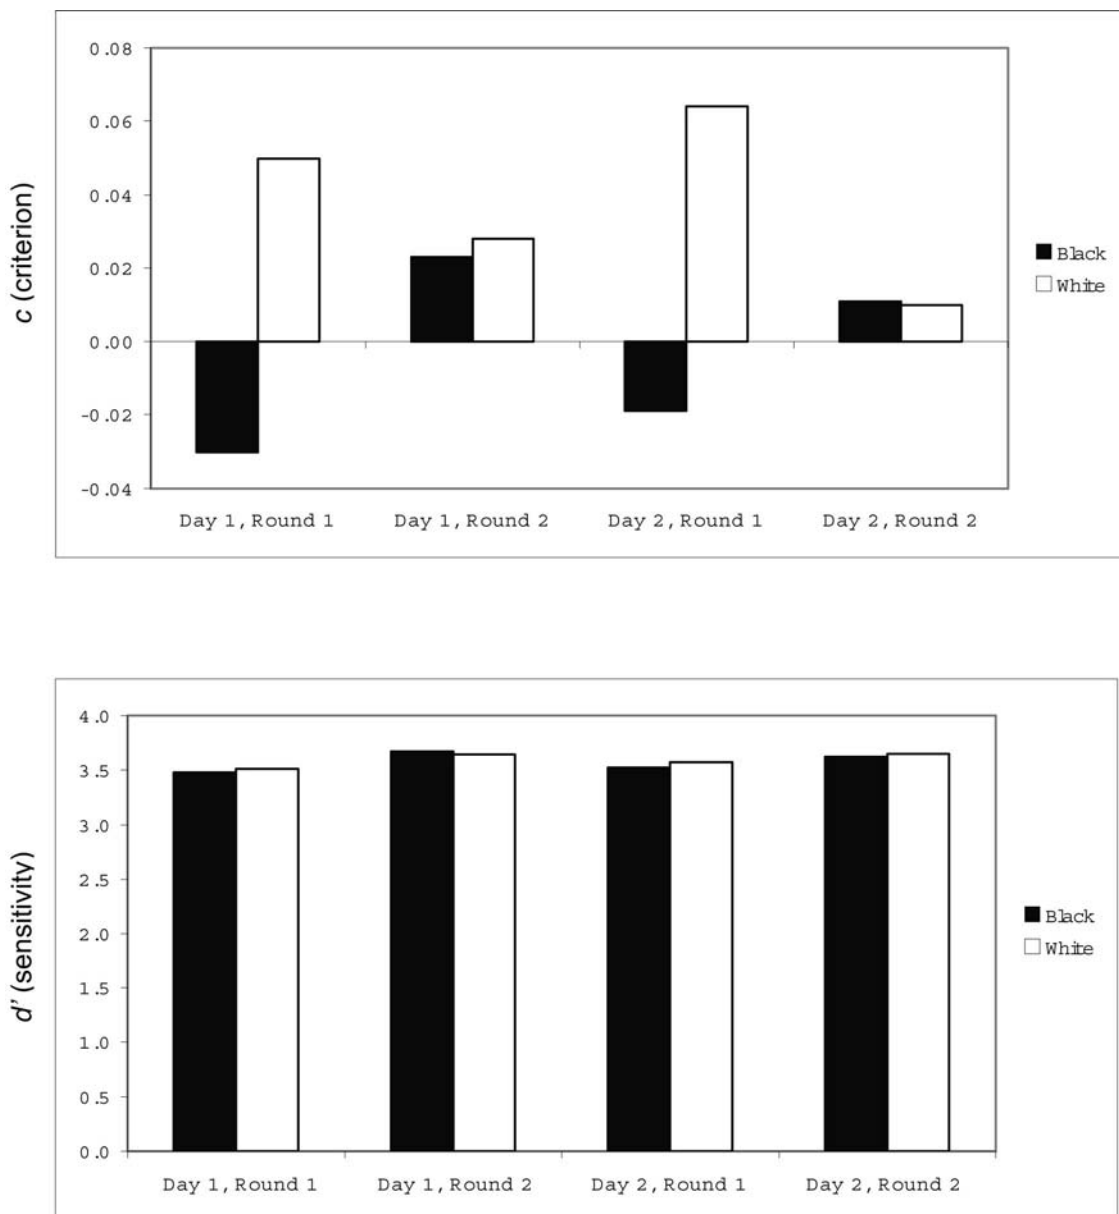 c (criterion)
0.08
0.06
0.04
0.02
0.00
-0.02
-0.04
Day 1, Round 1 Day 1, Round 2 Day 2, Round 1 Day 2, Round 2
Black
White
d' (sensitivity)
4.0
3.5
3.0
2.5
2.0
1.5
1.0
0.5
0.0
Day 1, Round 1 Day 1, Round 2 Day 2, Round 1 Day 2, Round 2
Black
White